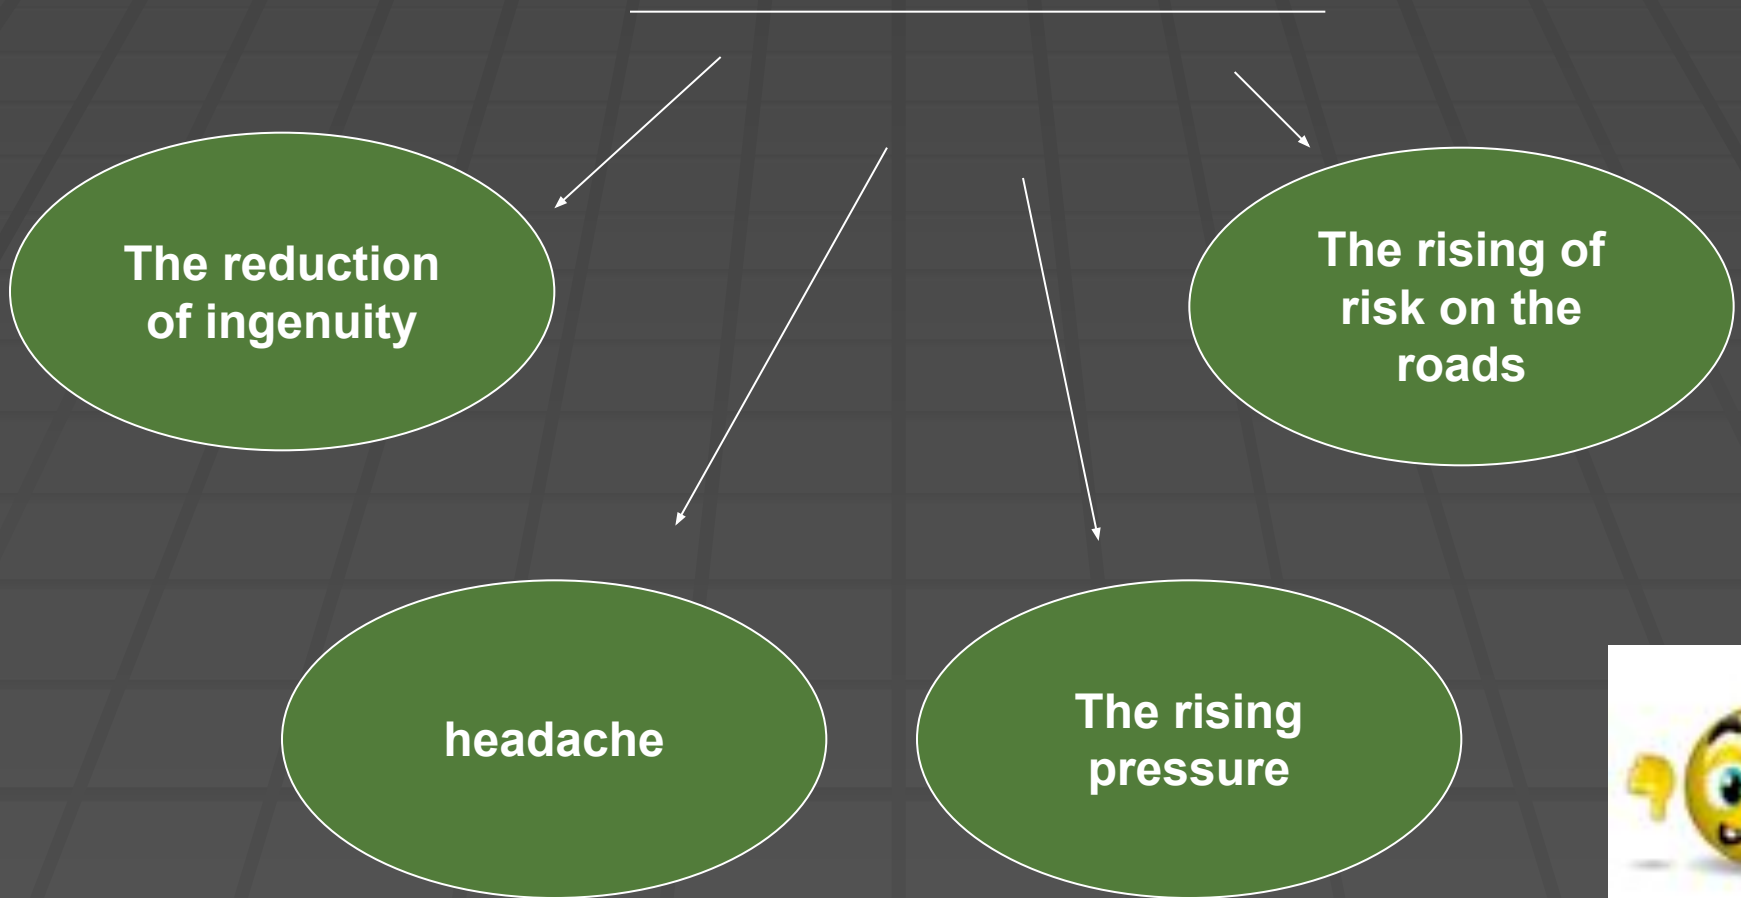 The reduction
of ingenuity
The rising of
risk on the
roads
headache
The rising
pressure